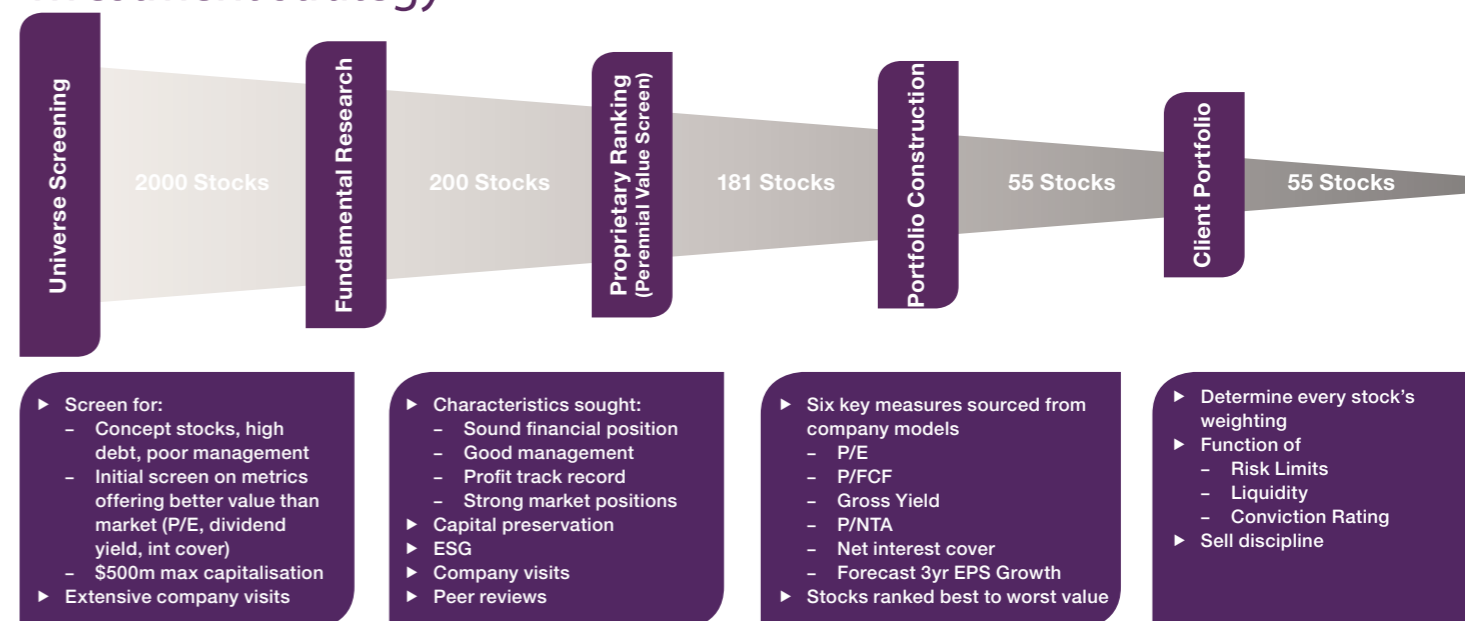 Universe Screening
2000 Stocks
Fundamental Research
200 Stocks
Proprietary Ranking
(Perennial Value Screen)
181 Stocks
Portfolio Construction
55 Stocks
Client Portfolio
55 Stocks
▶ Screen for:
– Concept stocks, high
debt, poor management
– Initial screen on metrics
offering better value than
market (P/E, dividend
yield, int cover)
– $500m max capitalisation
▶ Extensive company visits
▶ Characteristics sought:
– Sound financial position
– Good management
– Profit track record
– Strong market positions
▶ Capital preservation
▶ ESG
▶ Company visits
▶ Peer reviews
▶ Six key measures sourced from
company models
– P/E
– P/FCF
– Gross Yield
– P/NTA
– Net interest cover
– Forecast 3yr EPS Growth
▶ Stocks ranked best to worst value
▶ Determine every stock’s
weighting
▶ Function of
– Risk Limits
– Liquidity
– Conviction Rating
▶ Sell discipline